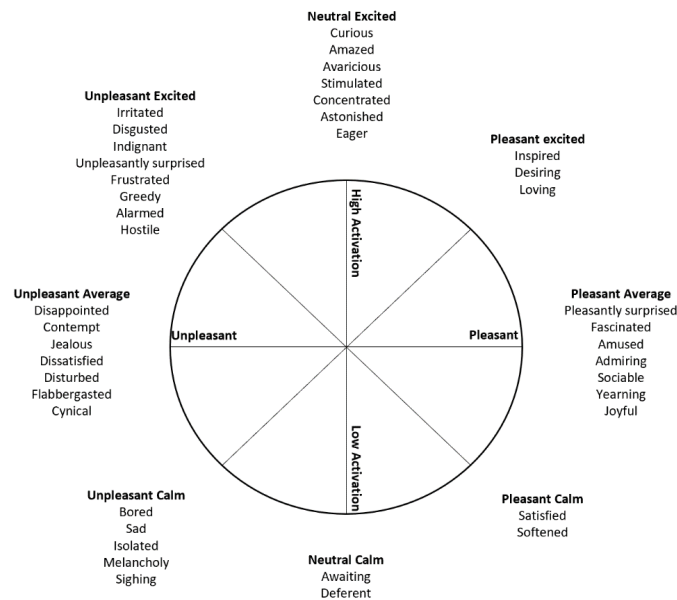 Neutral Excited
Curious
Amazed
Avaricious
Stimulated
Concentrated
Astonished
Eager
Unpleasant Excited
Irritated
Disgusted
Indignant
Unpleasantly surprised
Frustrated
Greedy
Alarmed
Hostile
Pleasant excited
Inspired
Desiring
Loving
High Activation
Unpleasant Average
Disappointed
Contempt
Jealous
Dissatisfied
Disturbed
Flabbergasted
Cynical
Unpleasant
Pleasant
Pleasant Average
Pleasantly surprised
Fascinated
Amused
Admiring
Sociable
Yearning
Joyful
Low Activation
Unpleasant Calm
Bored
Sad
Isolated
Melancholy
Sighing
Neutral Calm
Awaiting
Deferent
Pleasant Calm
Satisfied
Softened